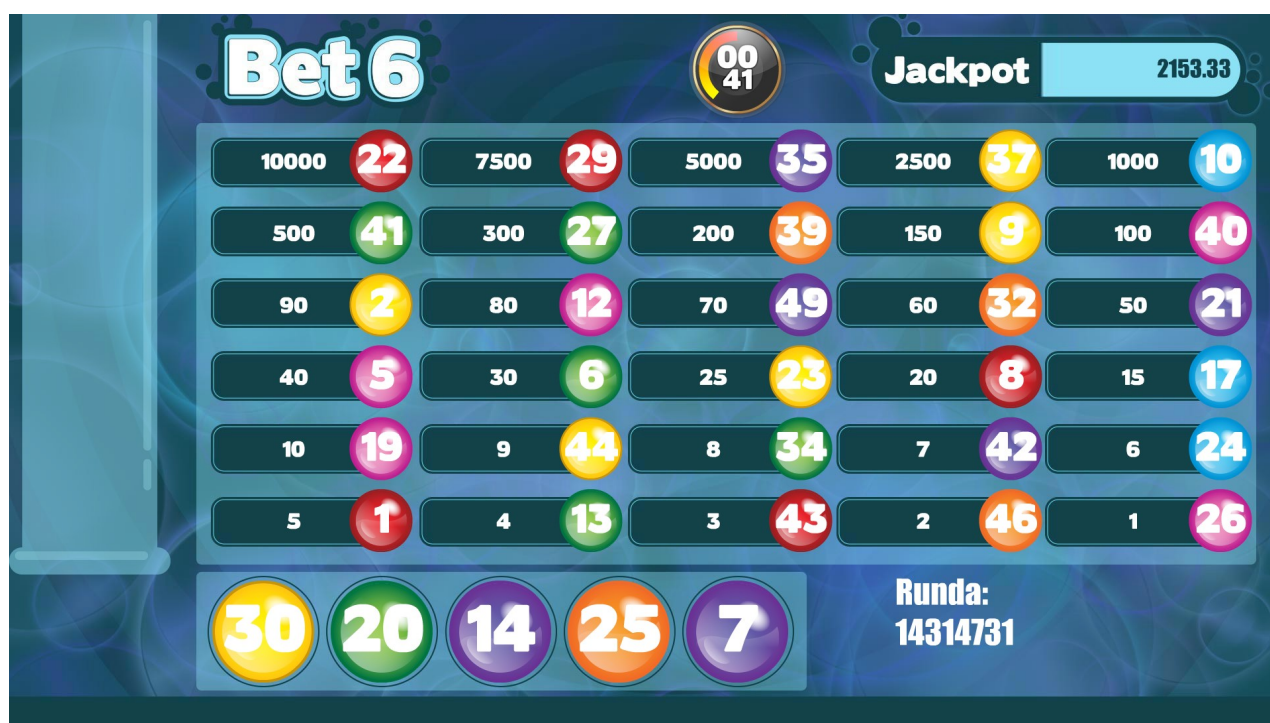 Bet 6
00
41
Jackpot 2153.33
10000 22 7500 29 5000 35 2500 37 1000 10
500 41 300 27 200 39 150 9 100 40
90 2 80 12 70 49 60 32 50 21
40 5 30 6 25 23 20 8 15 17
10 19 9 44 8 34 7 42 6 24
5 1 4 13 3 43 2 46 1 26
30 20 14 25 7
Runda:
14314731